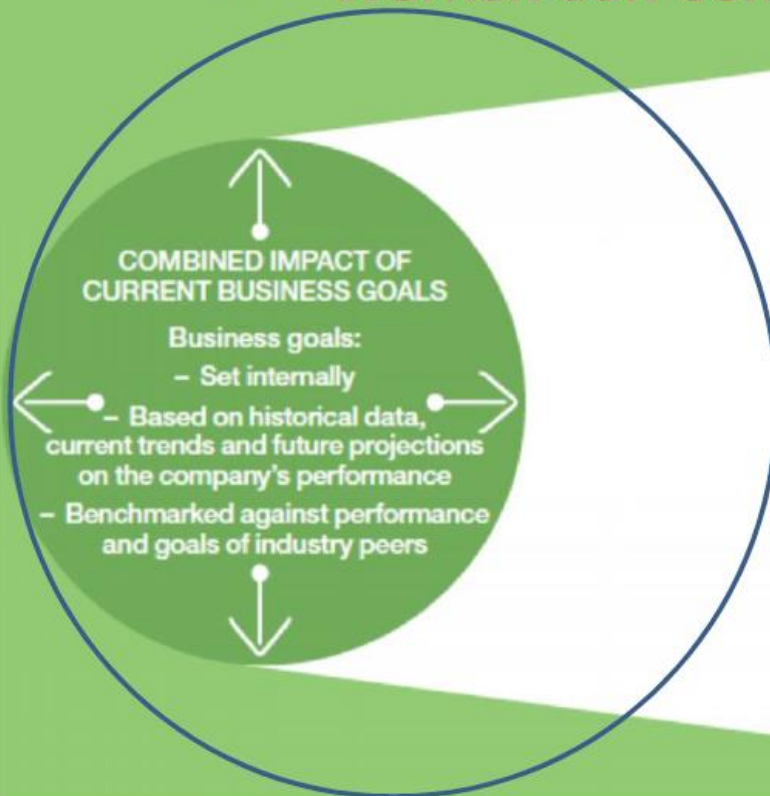 COMBINED IMPACT OF
CURRENT BUSINESS GOALS
Business goals:
– Set internally
– Based on historical data,
current trends and future projections
on the company's performance
– Benchmarked against performance
and goals of industry peers